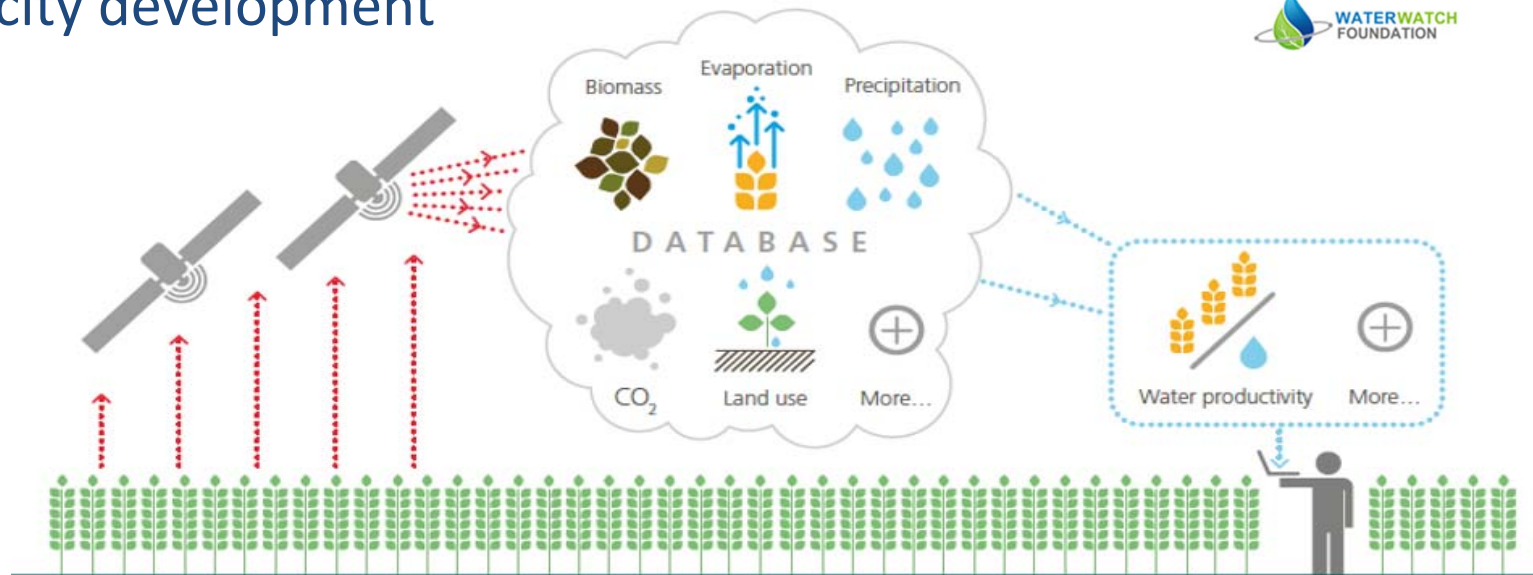 city development
WATERWATCH
FOUNDATION
Biomass
Evaporation
Precipitation
DATABASE
CO₂
Land use
More...
Water productivity
More...